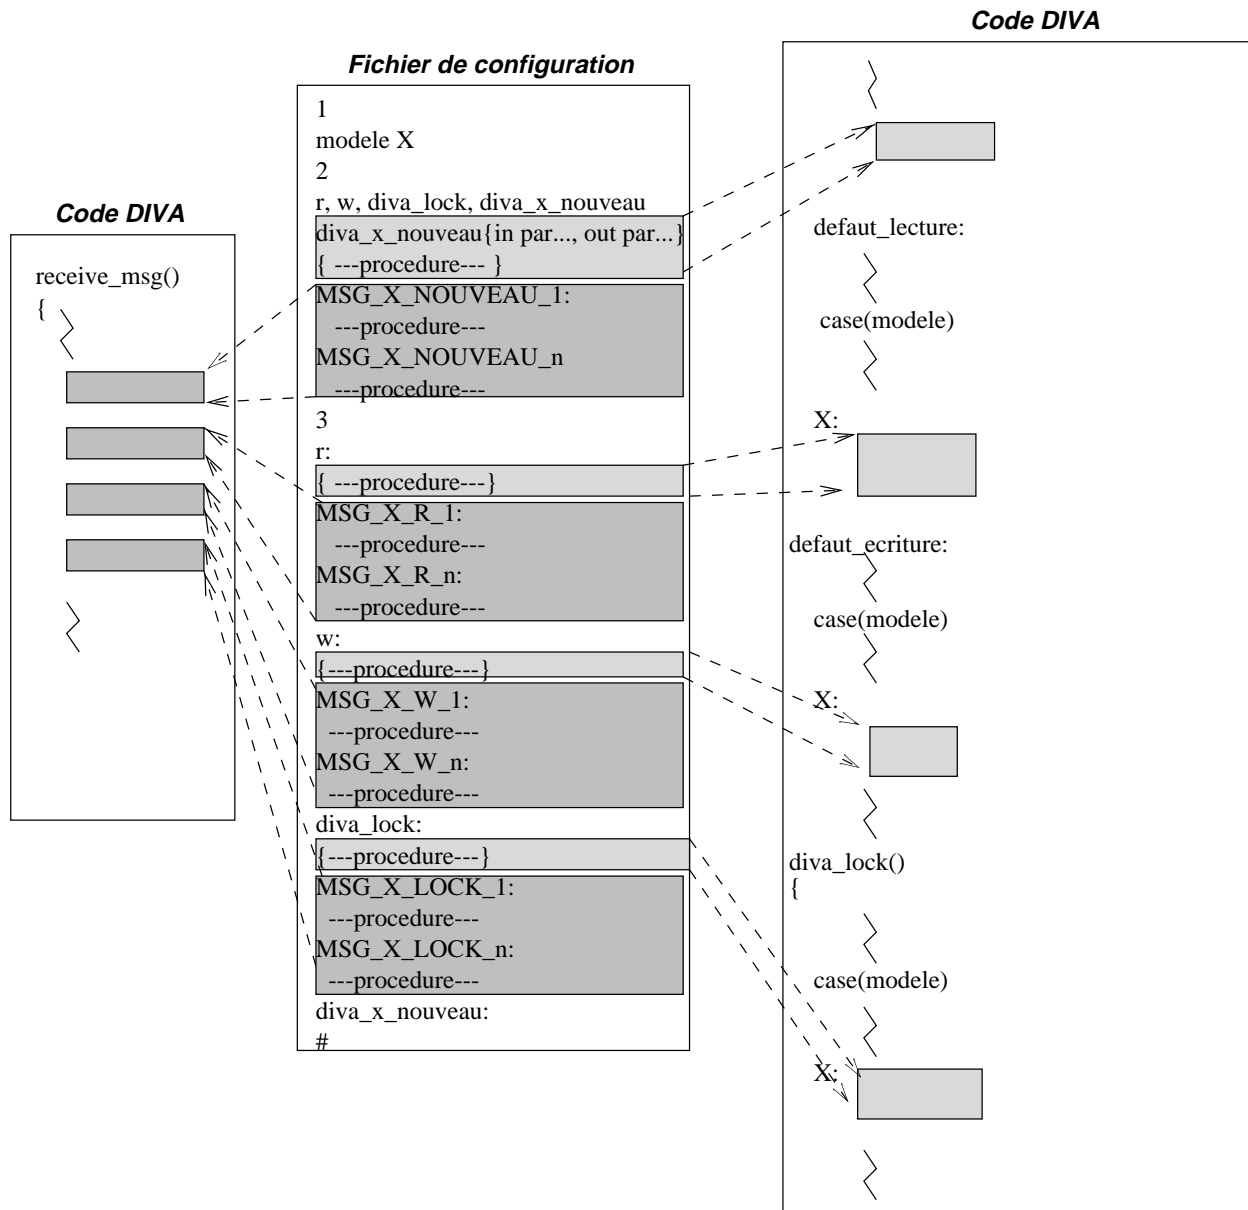 Code DIVA
receive_msg()
{
Fichier de configuration
1
modele X
2
r, w, diva_lock, diva_x_nouveau
diva_x_nouveau{in par..., out par...}
{ ---procedure--- }
MSG_X_NOUVEAU_1:
---procedure---
MSG_X_NOUVEAU_n
---procedure---
3
r:
{ ---procedure---}
MSG_X_R_1:
---procedure---
MSG_X_R_n:
---procedure---
w:
{---procedure---}
MSG_X_W_1:
---procedure---
MSG_X_W_n:
---procedure---
diva_lock:
{---procedure---}
MSG_X_LOCK_1:
---procedure---
MSG_X_LOCK_n:
---procedure---
diva_x_nouveau:
#
Code DIVA
defaut_lecture:
case(modele)
X:
defaut_ecriture:
case(modele)
X:
diva_lock()
{
case(modele)
X: